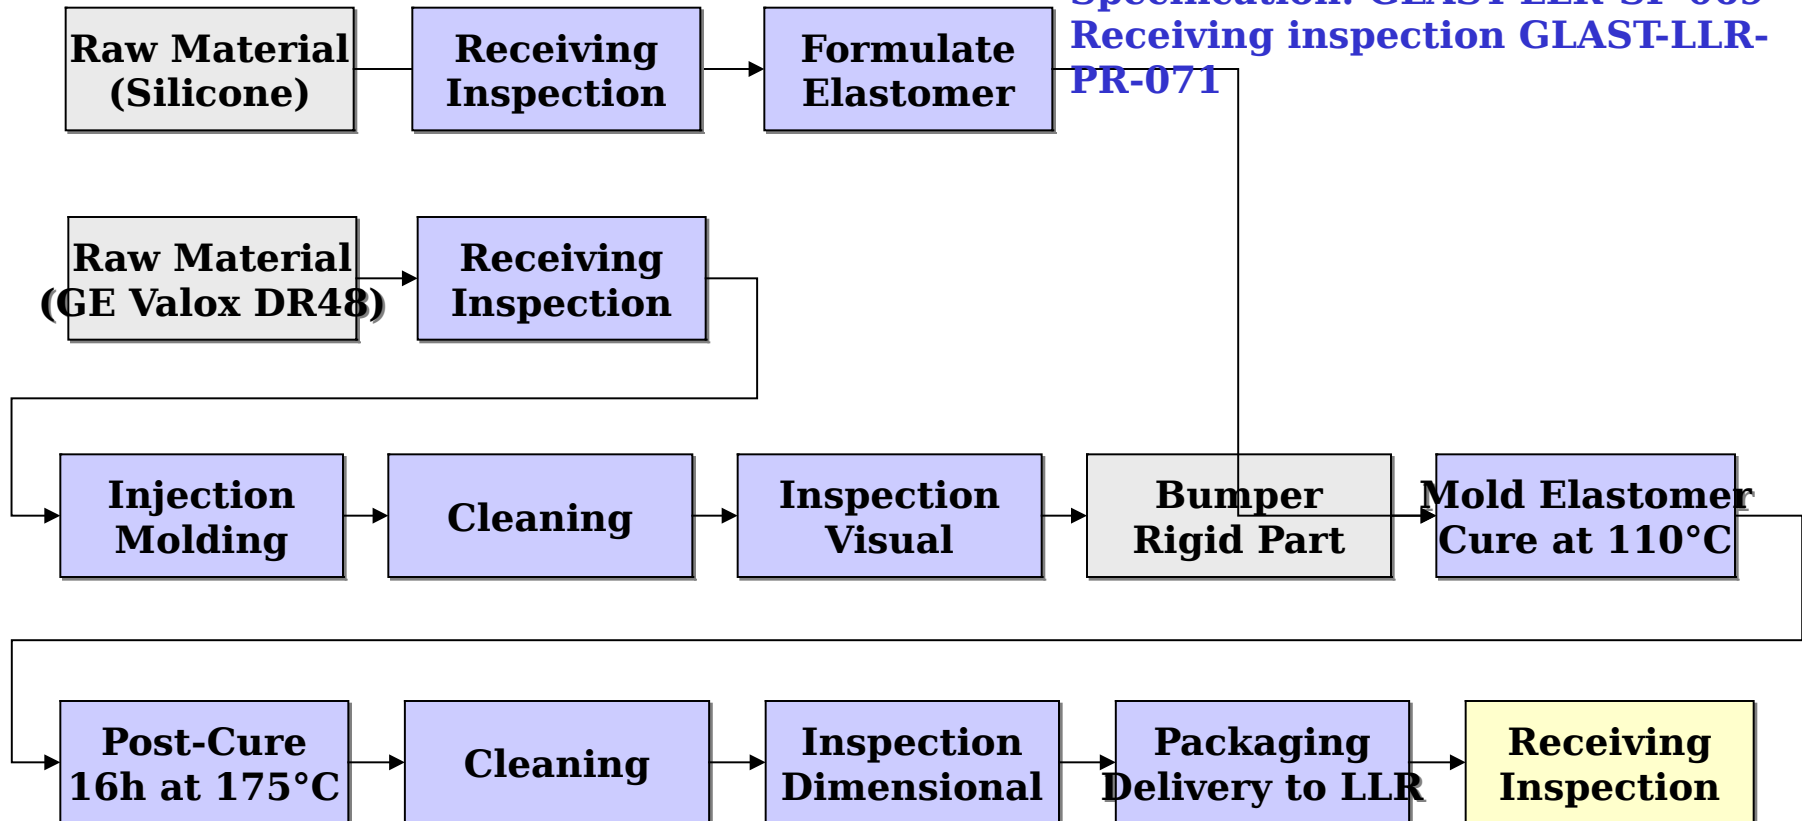 Raw Material
(Silicone)
Receiving
Inspection
Formulate
Elastomer
Receiving inspection GLAST-LLR-
PR-071
Raw Material
(GE Valox DR48)
Receiving
Inspection
Injection
Molding
Cleaning
Inspection
Visual
Bumper
Rigid Part
Mold Elastomer
Cure at 110°C
Post-Cure
16h at 175°C
Cleaning
Inspection
Dimensional
Packaging
Delivery to LLR
Receiving
Inspection